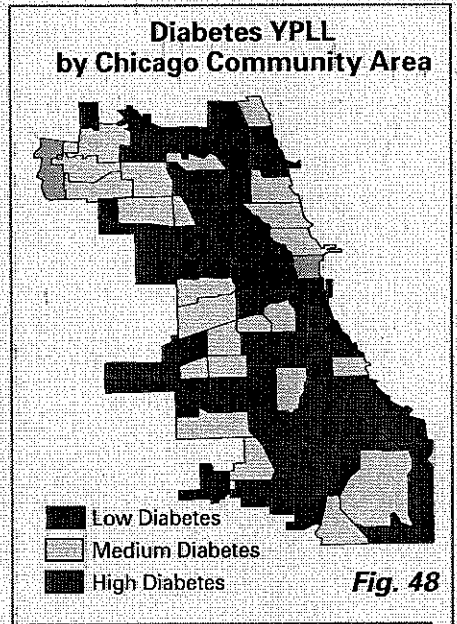 Diabetes YPLL
by Chicago Community Area
Low Diabetes
Medium Diabetes
High Diabetes
Fig. 48